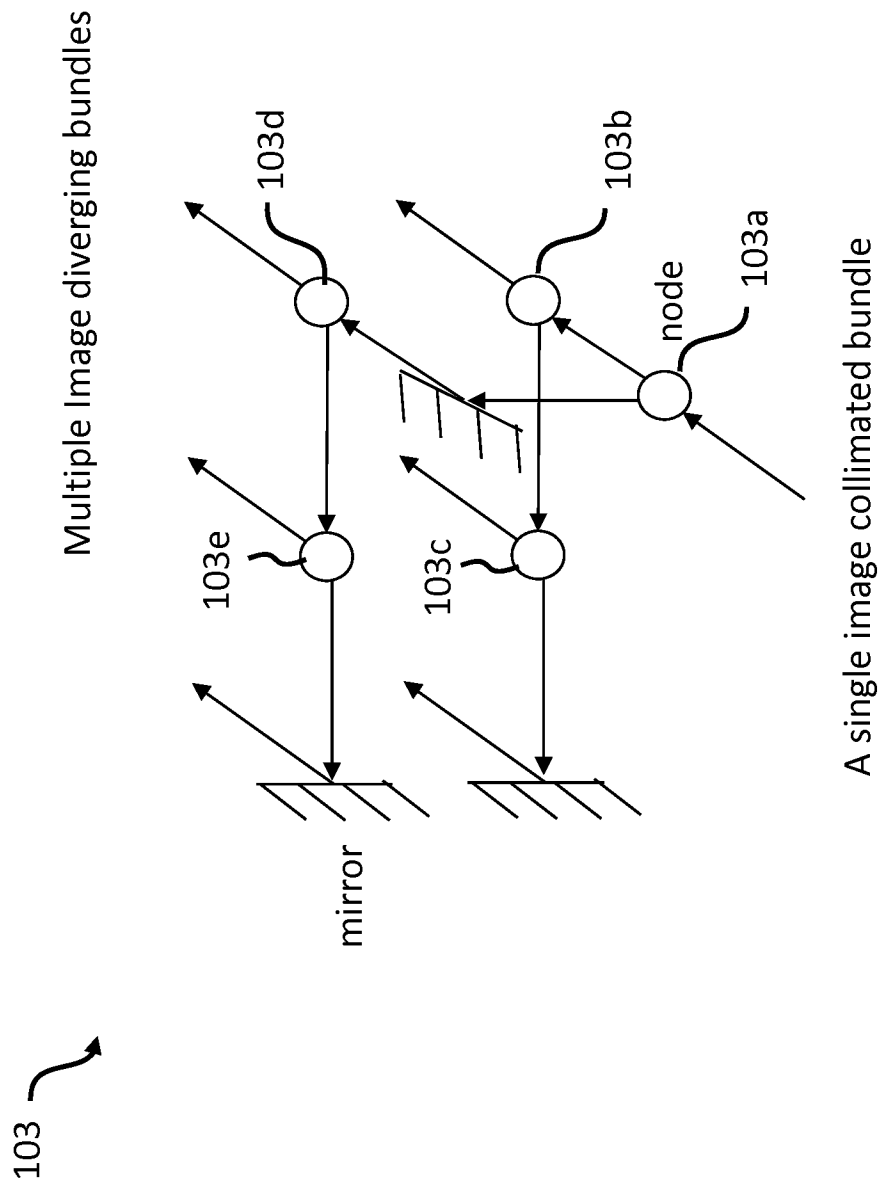 103
Multiple Image diverging bundles
103d
103b
103e
103c
node
103a
mirror
A single image collimated bundle